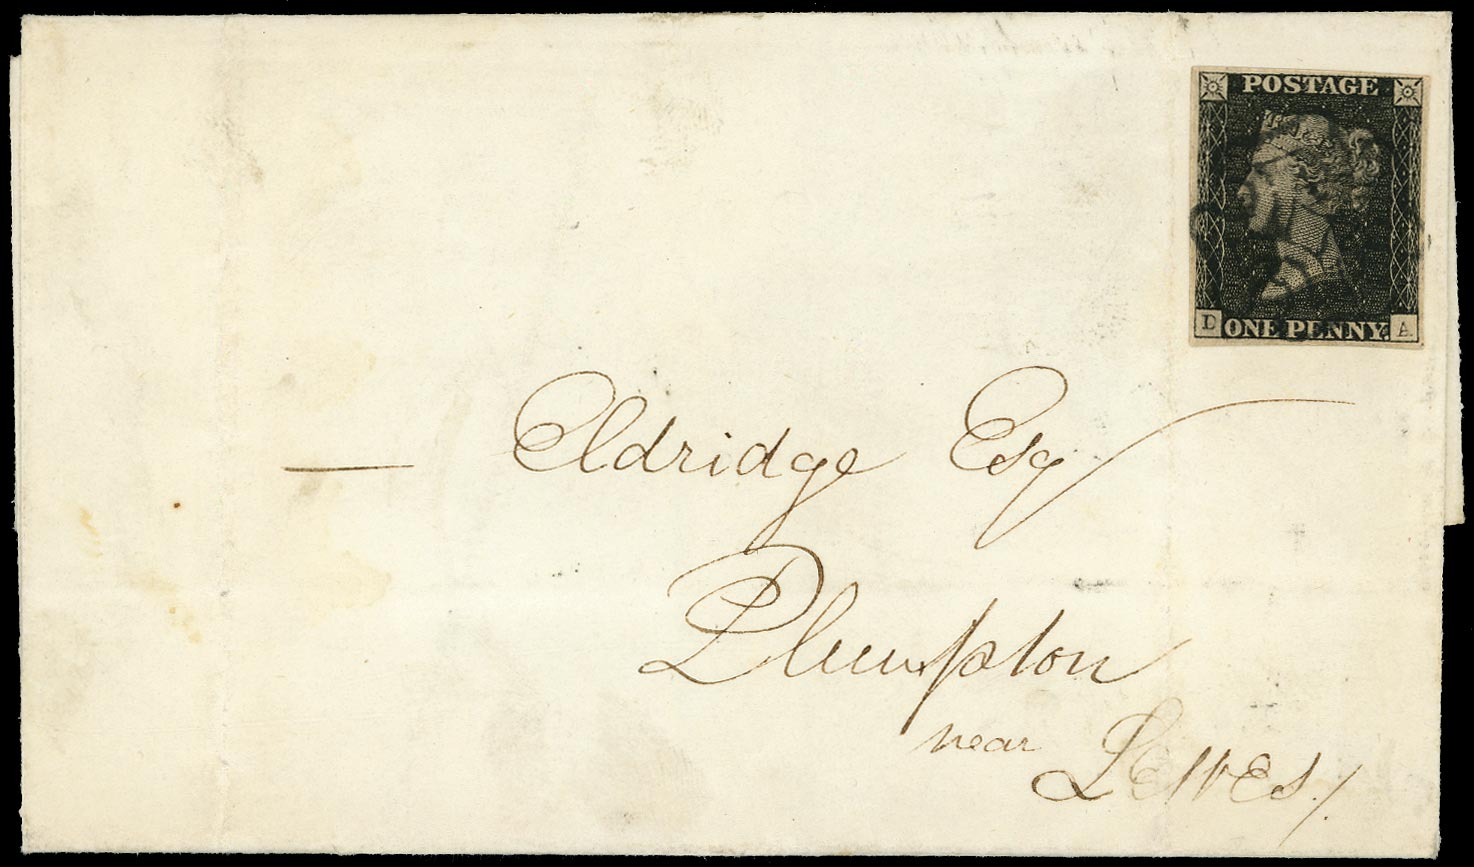 POSTAGE
D ONE PENNY. A
— Eldridge Esq
Plumpton
near Lewes/